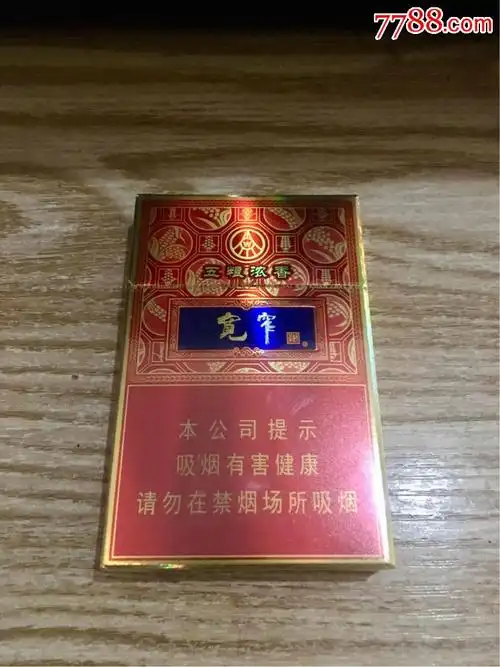 7788.com
五粮浓香
宽窄
本公司提示
吸烟有害健康
请勿在禁烟场所吸烟